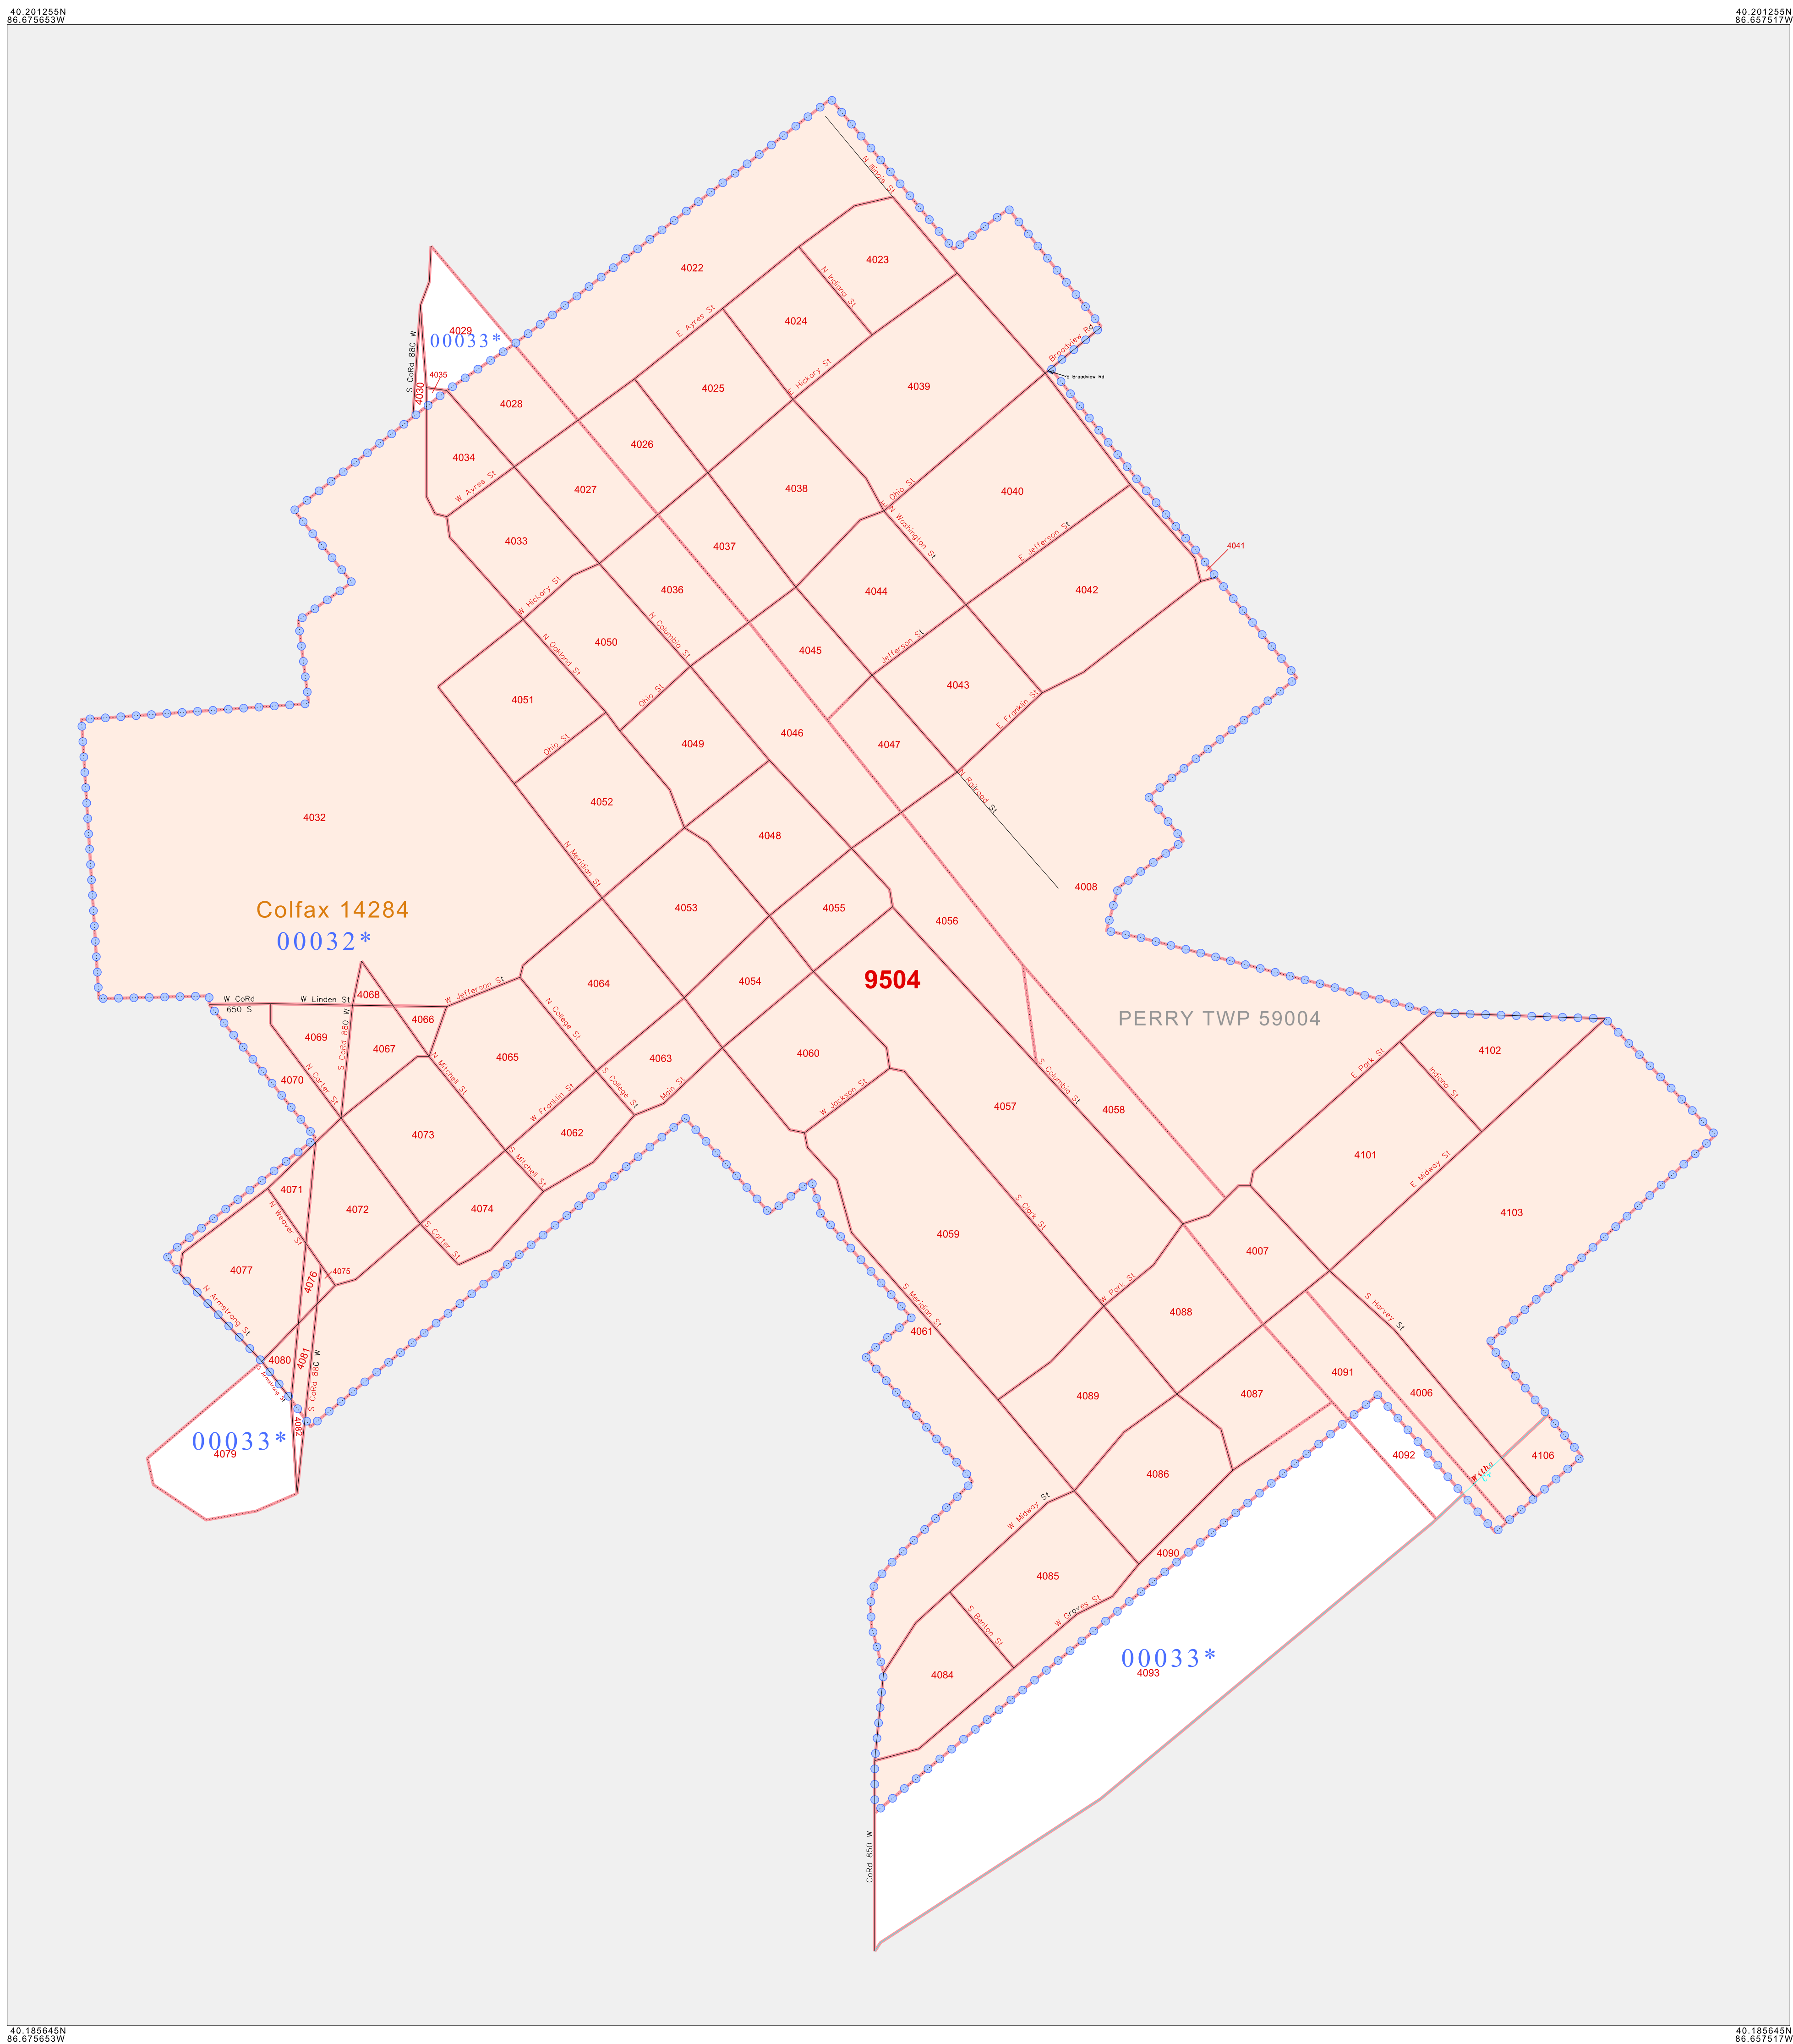 40.201255N
86.675653W
40.201255N
86.657517W
N Illinois St
4023
4022
N Indiana St
4024
E Ayres St
Broadview Rd
S Broadview Rd
4029
00033*
S CoRd 880 W
4035
4030
4028
4025
E Hickory St
4039
4026
4034
W Ayres St
4027
4038
E Ohio St
4040
N Washington St
E Jefferson St
4041
4033
4037
4036
4044
4042
W Hickory St
N Columbia St
4050
N Oakland St
4045
Jefferson St
4043
4051
Ohio St
E Franklin St
4046
4047
4049
Ohio St
N Railroad St
4052
4032
4048
N Meridian St
4008
Colfax 14284
00032*
4053
4055
4056
9504
4054
4064
W Jefferson St
4068
W CoRd
650 S
W Linden St
4066
N College St
PERRY TWP 59004
4069
S CoRd 880 W
4067
4065
4063
4060
N Mitchell St
S College St
Main St
W Franklin St
4070
N Carter St
W Jackson St
S Columbia St
4057
4058
E Park St
4102
Indiana St
4073
4062
4101
E Midway St
S Mitchell St
4071
4072
4074
N Weaver St
S Carter St
S Clark St
4059
4103
4007
4077
4075
4076
W Park St
S Meridian St
4088
S Harvey St
N Armstrong St
4061
4080
4081
S CoRd 880 W
S Armstrong St
4089
4087
4091
4006
4082
00033*
4079
4092
4106
4086
W Midway St
4090
4085
W Groves St
S Benton St
00033*
4093
4084
CoRd 850 W
40.185645N
86.675653W
40.185645N
86.657517W